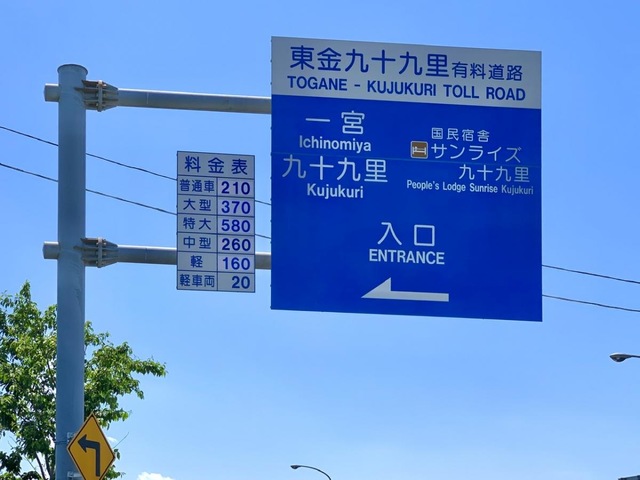 東金九十九里有料道路
TOGANE - KUJUKURI TOLL ROAD
一宮
Ichinomiya
九十九里
Kujukuri
国民宿舎
サンライズ
九十九里
People's Lodge Sunrise Kujukuri
入口
ENTRANCE
料金表
普通車 210
大型 370
特大 580
中型 260
軽 160
軽車両 20